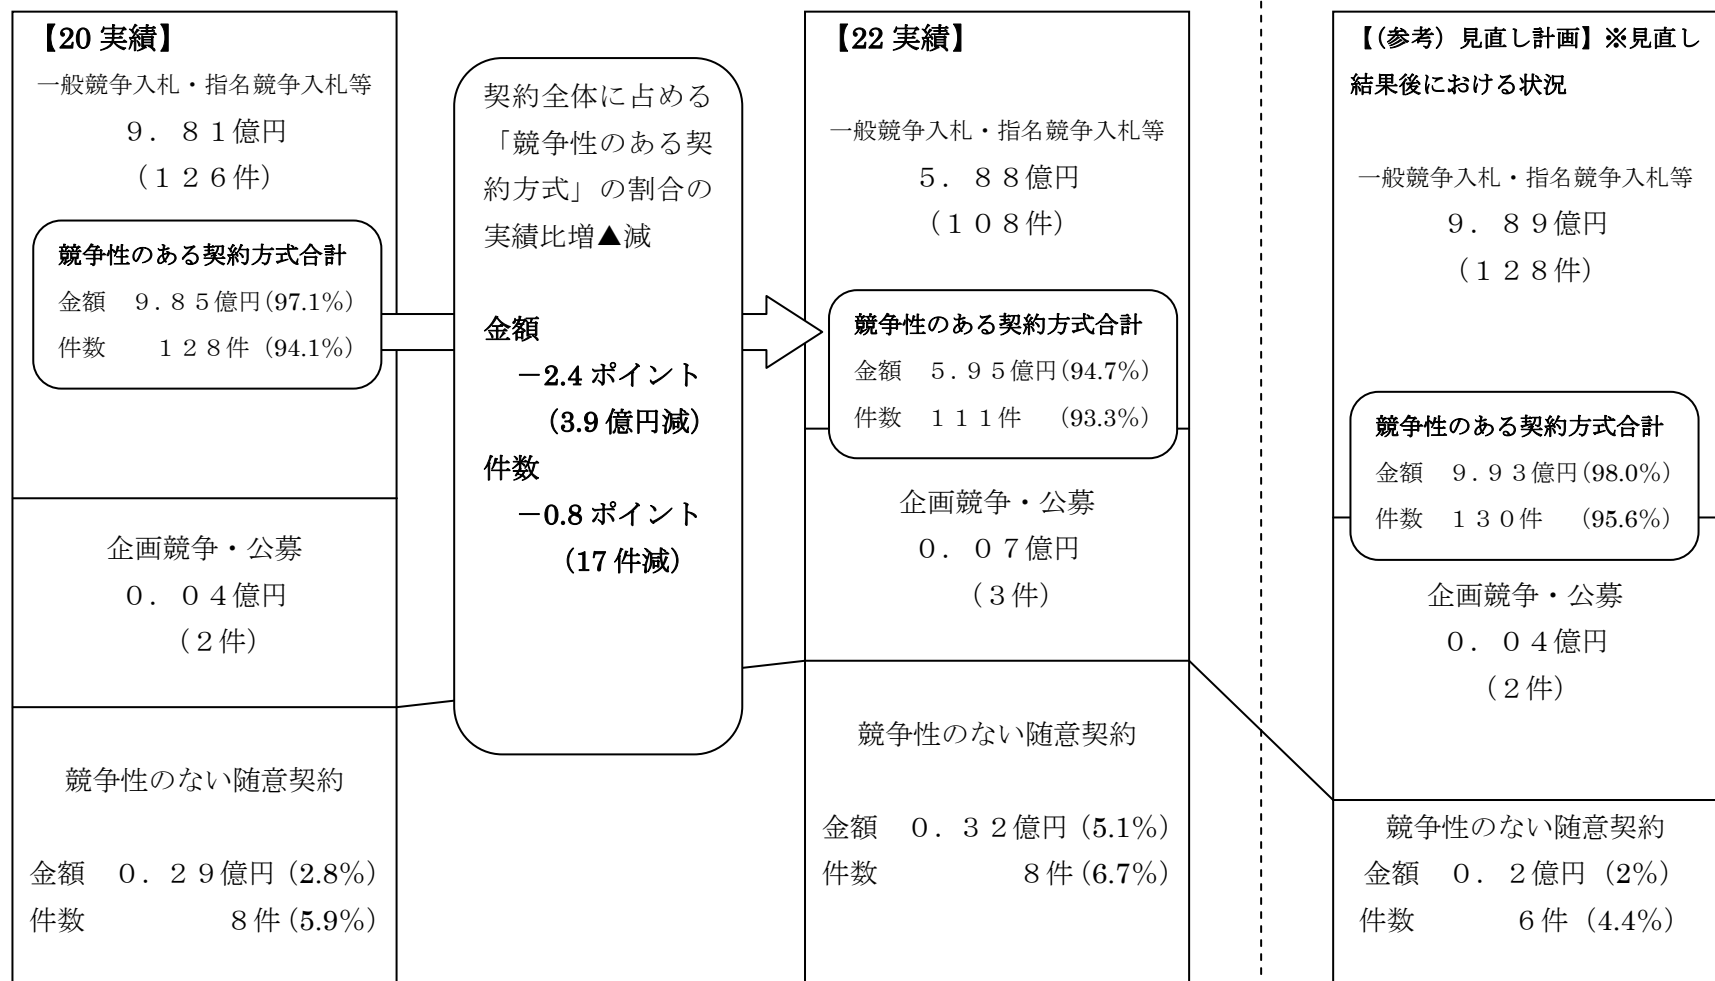 【20 実績】
一般競争入札・指名競争入札等
９．８１億円
（１２６件）
競争性のある契約方式合計
金額　９.８５億円(97.1%)
件数　　１２８件 (94.1%)
企画競争・公募
０．０４億円
（２件）
競争性のない随意契約
金額　０．２９億円 (2.8%)
件数　　　　８件 (5.9%)
契約全体に占める
「競争性のある契
約方式」の割合の
実績比増▲減
金額
－2.4 ポイント
（3.9 億円減）
件数
－0.8 ポイント
（17 件減）
【22 実績】
一般競争入札・指名競争入札等
５．８８億円
（１０８件）
競争性のある契約方式合計
金額　５.９５億円(94.7%)
件数　１１１件　(93.3%)
企画競争・公募
０．０７億円
（３件）
競争性のない随意契約
金額　０．３２億円 (5.1%)
件数　　　　　８件 (6.7%)
【(参考）見直し計画】※見直し
結果後における状況
一般競争入札・指名競争入札等
９．８９億円
（１２８件）
競争性のある契約方式合計
金額　９.９３億円(98.0%)
件数　１３０件　(95.6%)
企画競争・公募
０．０４億円
（２件）
競争性のない随意契約
金額　０．２億円（2%）
件数　　　　６件（4.4%）